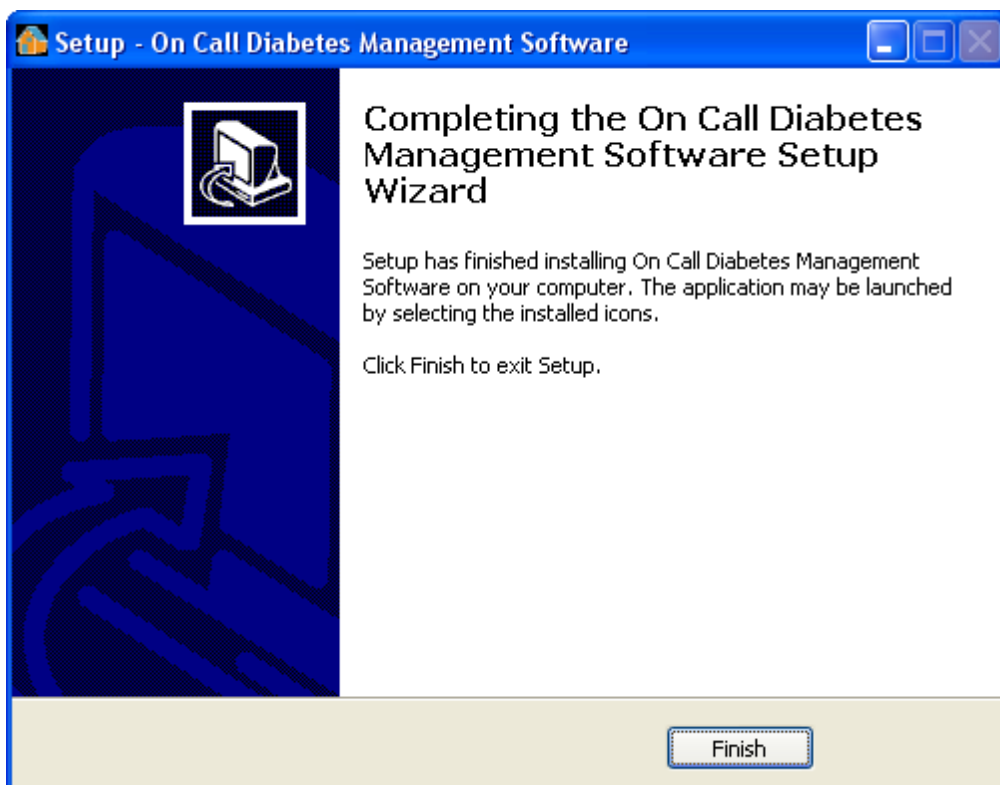 Setup - On Call Diabetes Management Software
Completing the On Call Diabetes
Management Software Setup
Wizard
Setup has finished installing On Call Diabetes Management
Software on your computer. The application may be launched
by selecting the installed icons.
Click Finish to exit Setup.
Finish